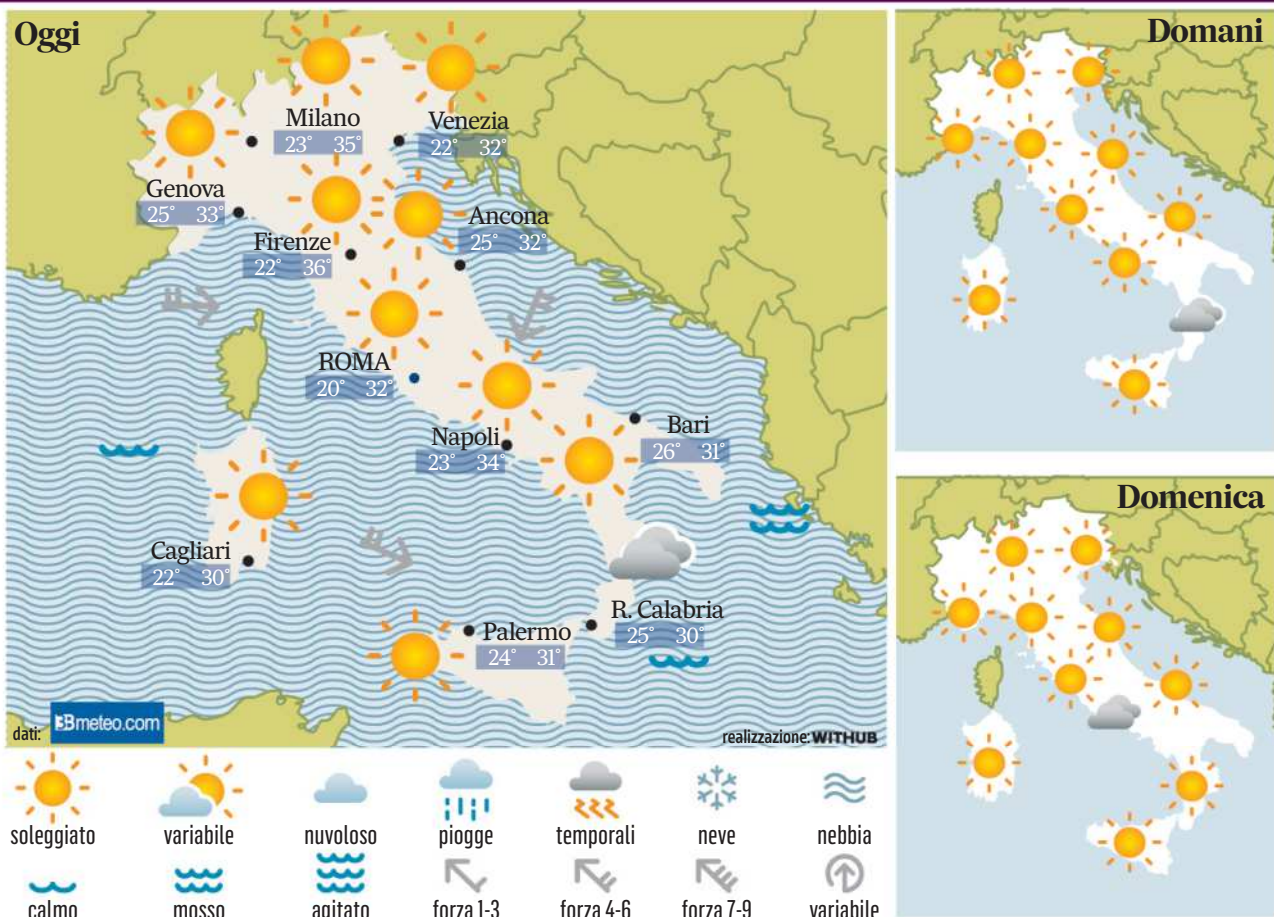 Oggi
Milano
23° 35°
Venezia
22° 32°
Genova
25° 33°
Firenze
22° 36°
Ancona
25° 32°
ROMA
20° 32°
Napoli
23° 34°
Bari
26° 31°
Cagliari
22° 30°
Palermo
24° 31°
R. Calabria
25° 30°
dati: 3Bmeteo.com
realizzazione: WITHUB
Domani
Domenica
soleggiato variabile nuvoloso piogge temporali neve nebbia
calmo mosso agitato forza 1-3 forza 4-6 forza 7-9 variabile